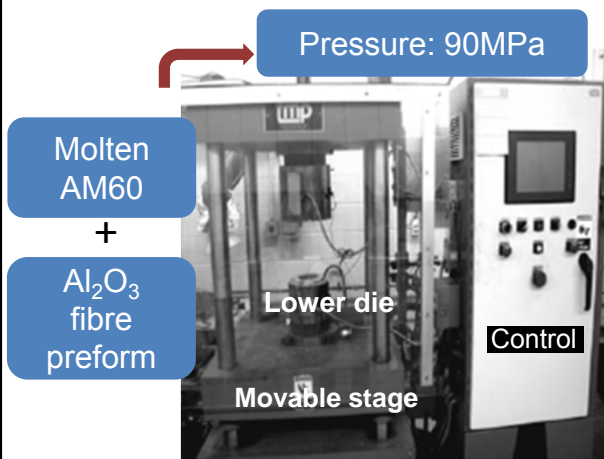 Pressure: 90MPa
Molten
AM60
+
Al₂O₃
fibre
preform
Lower die
Movable stage
Control